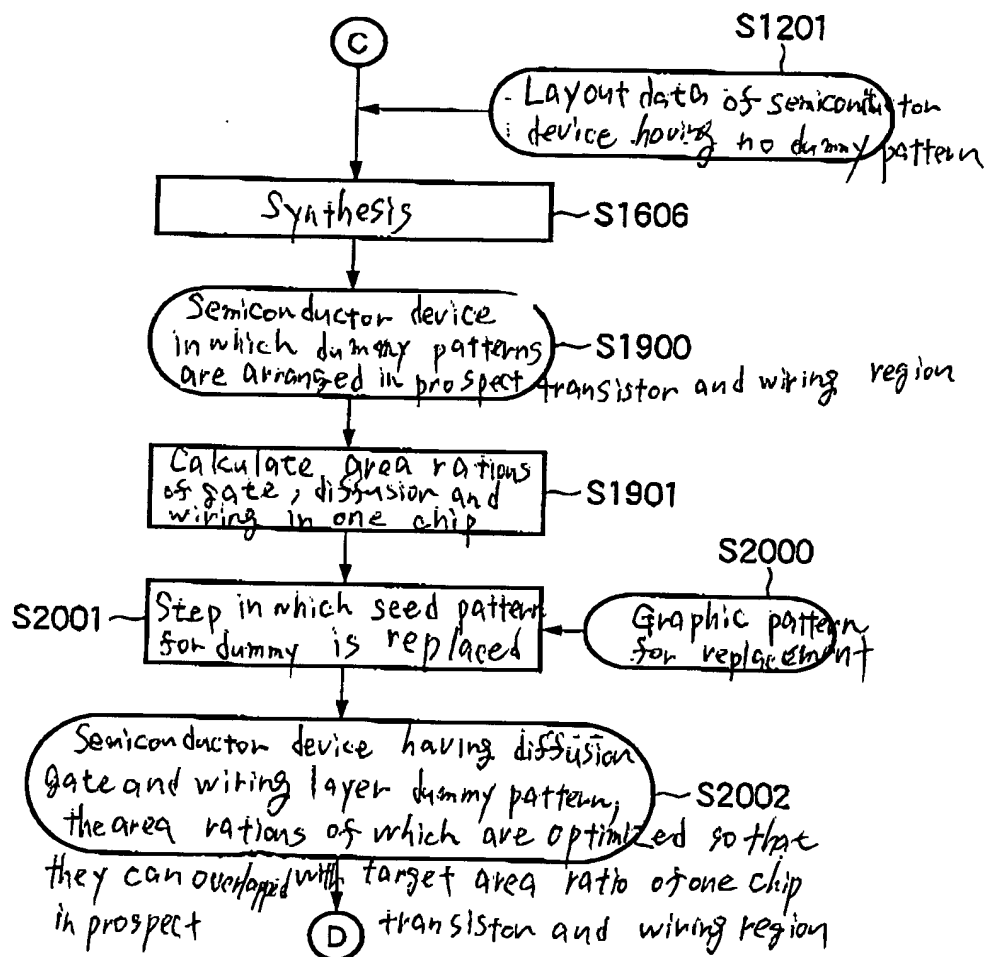 C
S1201
Layout data of semiconductor
device having no dummy pattern
Synthesis
S1606
Semiconductor device
in which dummy patterns
are arranged in prospect transistor and wiring region
S1900
Calculate area rations
of gate, diffusion and
wiring in one chip
S1901
S2000
S2001
Step in which seed pattern
for dummy is replaced
Graphic pattern
for replacement
Semiconductor device having diffusion
gate and wiring layer dummy pattern,
the area rations of which are optimized so that
they can overlapped with target area ratio of one chip
in prospect transistor and wiring region
S2002
D